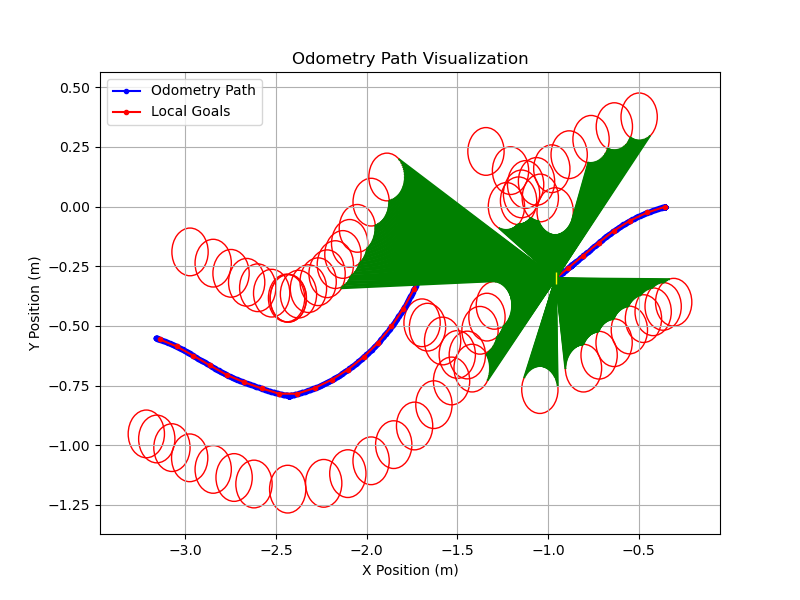 Odometry Path Visualization
Odometry Path
Local Goals
0.50
0.25
0.00
−0.25
−0.50
−0.75
−1.00
−1.25
Y Position (m)
−3.0
−2.5
−2.0
−1.5
−1.0
−0.5
X Position (m)